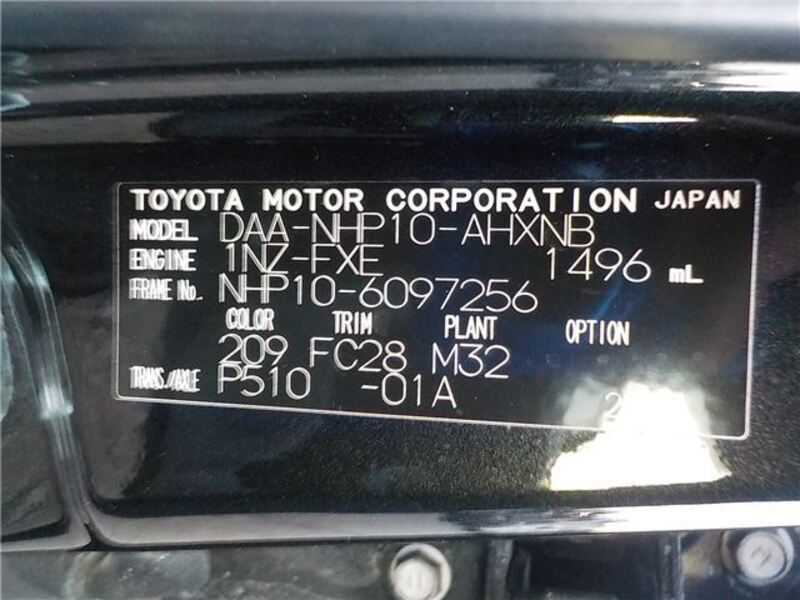 TOYOTA MOTOR CORPORATION JAPAN
MODEL DAA-NHP10-AHXNB
ENGINE 1NZ-FXE 1496 mL
FRAME No. NHP10-6097256
COLOR TRIM PLANT OPTION
209 FC28 M32
TRANS./AXLE P510 -01A